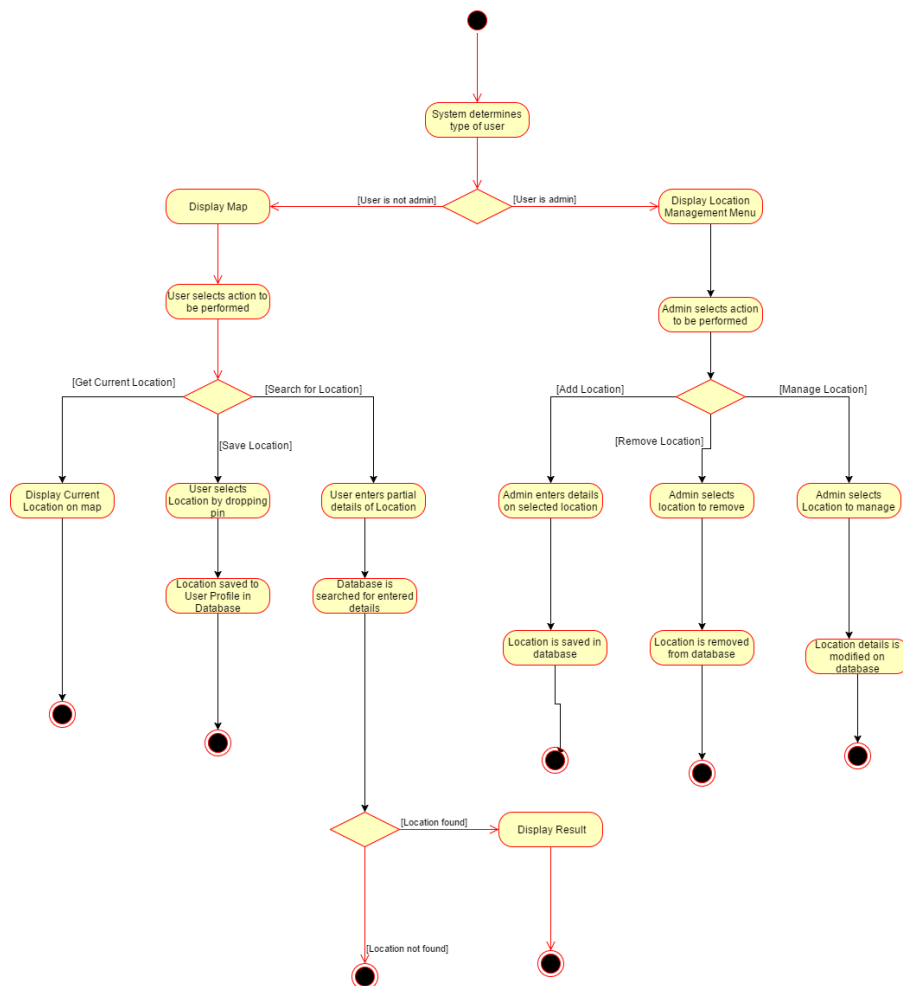 System determines
type of user
[User is not admin]
[User is admin]
Display Map
Display Location
Management Menu
User selects action to
be performed
Admin selects action
to be performed
[Get Current Location]
[Search for Location]
[Add Location]
[Manage Location]
[Save Location]
[Remove Location]
Display Current
Location on map
User selects
Location by dropping
pin
User enters partial
details of Location
Admin enters details
on selected location
Admin selects
location to remove
Admin selects
Location to manage
Location saved to
User Profile in
Database
Database is
searched for entered
details
Location is saved in
database
Location is removed
from database
Location details is
modified on
database
[Location found]
Display Result
[Location not found]